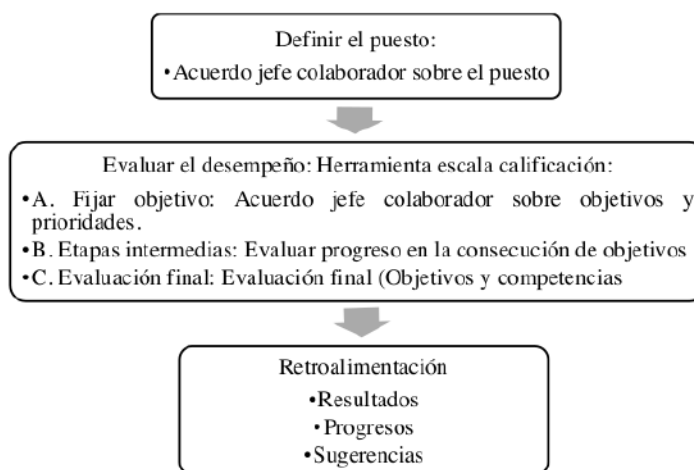 Definir el puesto:
•Acuerdo jefe colaborador sobre el puesto
Evaluar el desempeño: Herramienta escala calificación:
•A. Fijar objetivo: Acuerdo jefe colaborador sobre objetivos y
prioridades.
•B. Etapas intermedias: Evaluar progreso en la consecución de objetivos
•C. Evaluación final: Evaluación final (Objetivos y competencias
Retroalimentación
•Resultados
•Progresos
•Sugerencias